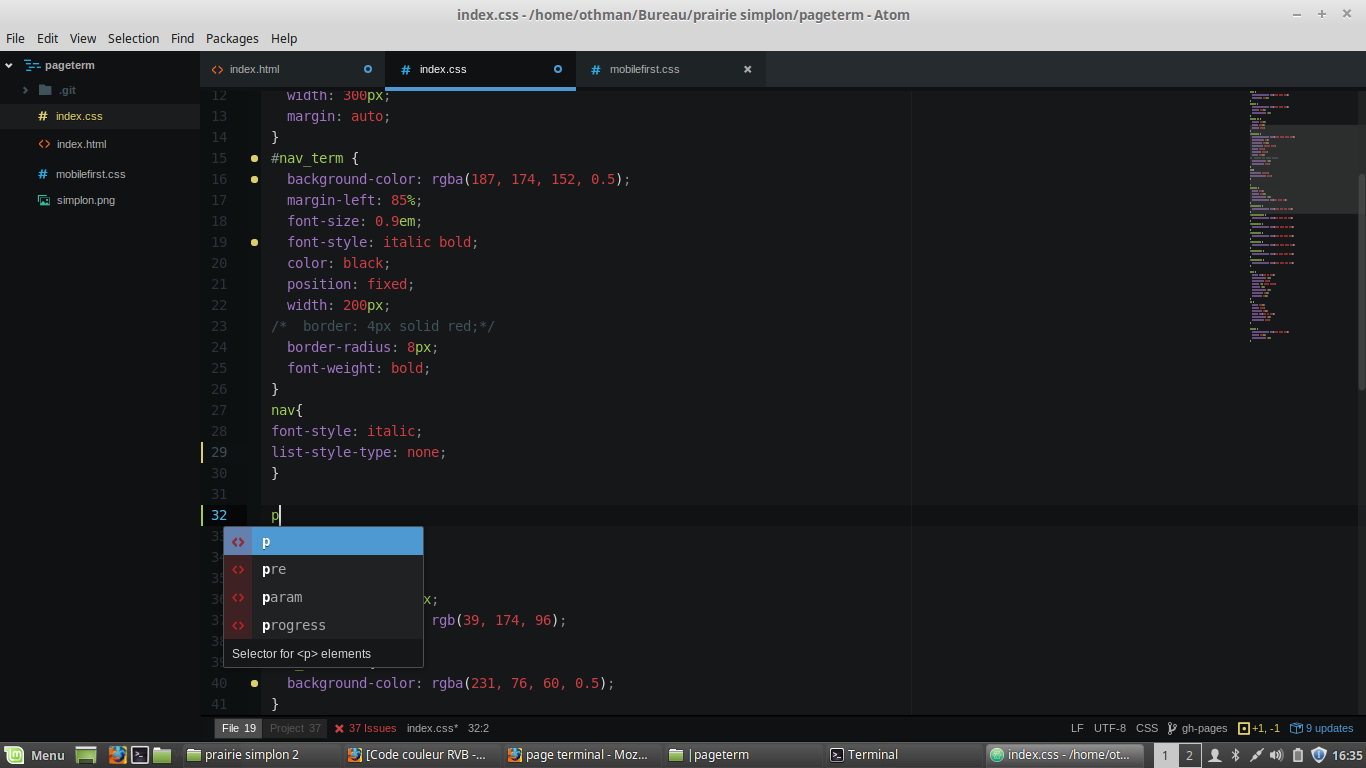 index.css - /home/othman/Bureau/prairie simplon/pageterm - Atom
File Edit View Selection Find Packages Help
pageterm
.git
index.css
index.html
mobilefirst.css
simplon.png
index.html index.css mobilefirst.css
12 width: 300px;
13 margin: auto;
14 }
15 #nav_term {
16 background-color: rgba(187, 174, 152, 0.5);
17 margin-left: 85%;
18 font-size: 0.9em;
19 font-style: italic bold;
20 color: black;
21 position: fixed;
22 width: 200px;
23 /*  border: 4px solid red;*/
24 border-radius: 8px;
25 font-weight: bold;
26 }
27 nav{
28 font-style: italic;
29 list-style-type: none;
30 }
31
32 p
p
pre
param
progress
Selector for <p> elements
x;
rgb(39, 174, 96);
40 background-color: rgba(231, 76, 60, 0.5);
41 }
File 19 Project 37 37 Issues index.css* 32:2 LF UTF-8 CSS gh-pages +1, -1 9 updates
Menu prairie simplon 2 [Code couleur RVB -... page terminal - Moz... | pageterm Terminal index.css - /home/ot... 1 2 16:35